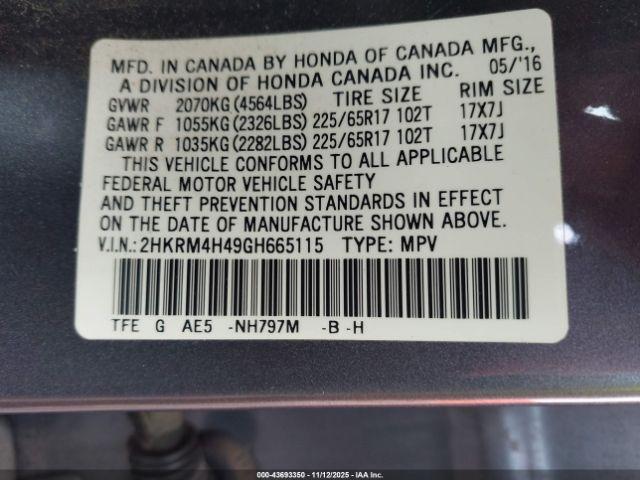 MFD. IN CANADA BY HONDA OF CANADA MFG.,
A DIVISION OF HONDA CANADA INC. 05/'16
GVWR 2070KG(4564LBS) TIRE SIZE RIM SIZE
GAWR F 1055KG(2326LBS) 225/65R17 102T 17X7J
GAWR R 1035KG(2282LBS) 225/65R17 102T 17X7J
THIS VEHICLE CONFORMS TO ALL APPLICABLE
FEDERAL MOTOR VEHICLE SAFETY
AND THEFT PREVENTION STANDARDS IN EFFECT
ON THE DATE OF MANUFACTURE SHOWN ABOVE.
V.I.N.: 2HKRM4H49GH665115 TYPE: MPV
TFE G AE5 -NH797M -B -H
000-43693350 - 11/12/2025 - IAA Inc.